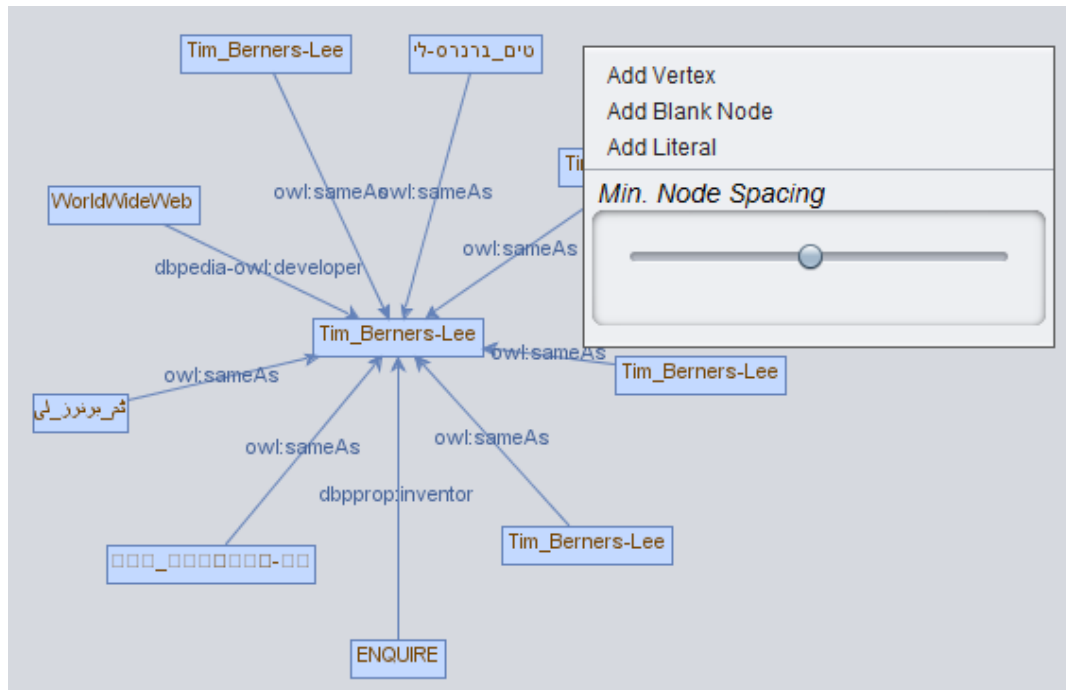 Tim_Berners-Lee
טים_ברנרס-לי
Add Vertex
Add Blank Node
Add Literal
Min. Node Spacing
owl:sameAs
owl:sameAs
WorldWideWeb
owl:sameAs
dbpedia-owl:developer
Tim_Berners-Lee
owl:sameAs
Tim_Berners-Lee
owl:sameAs
ٹم_برنرز_لی
owl:sameAs
owl:sameAs
dbpprop:inventor
Tim_Berners-Lee
ENQUIRE